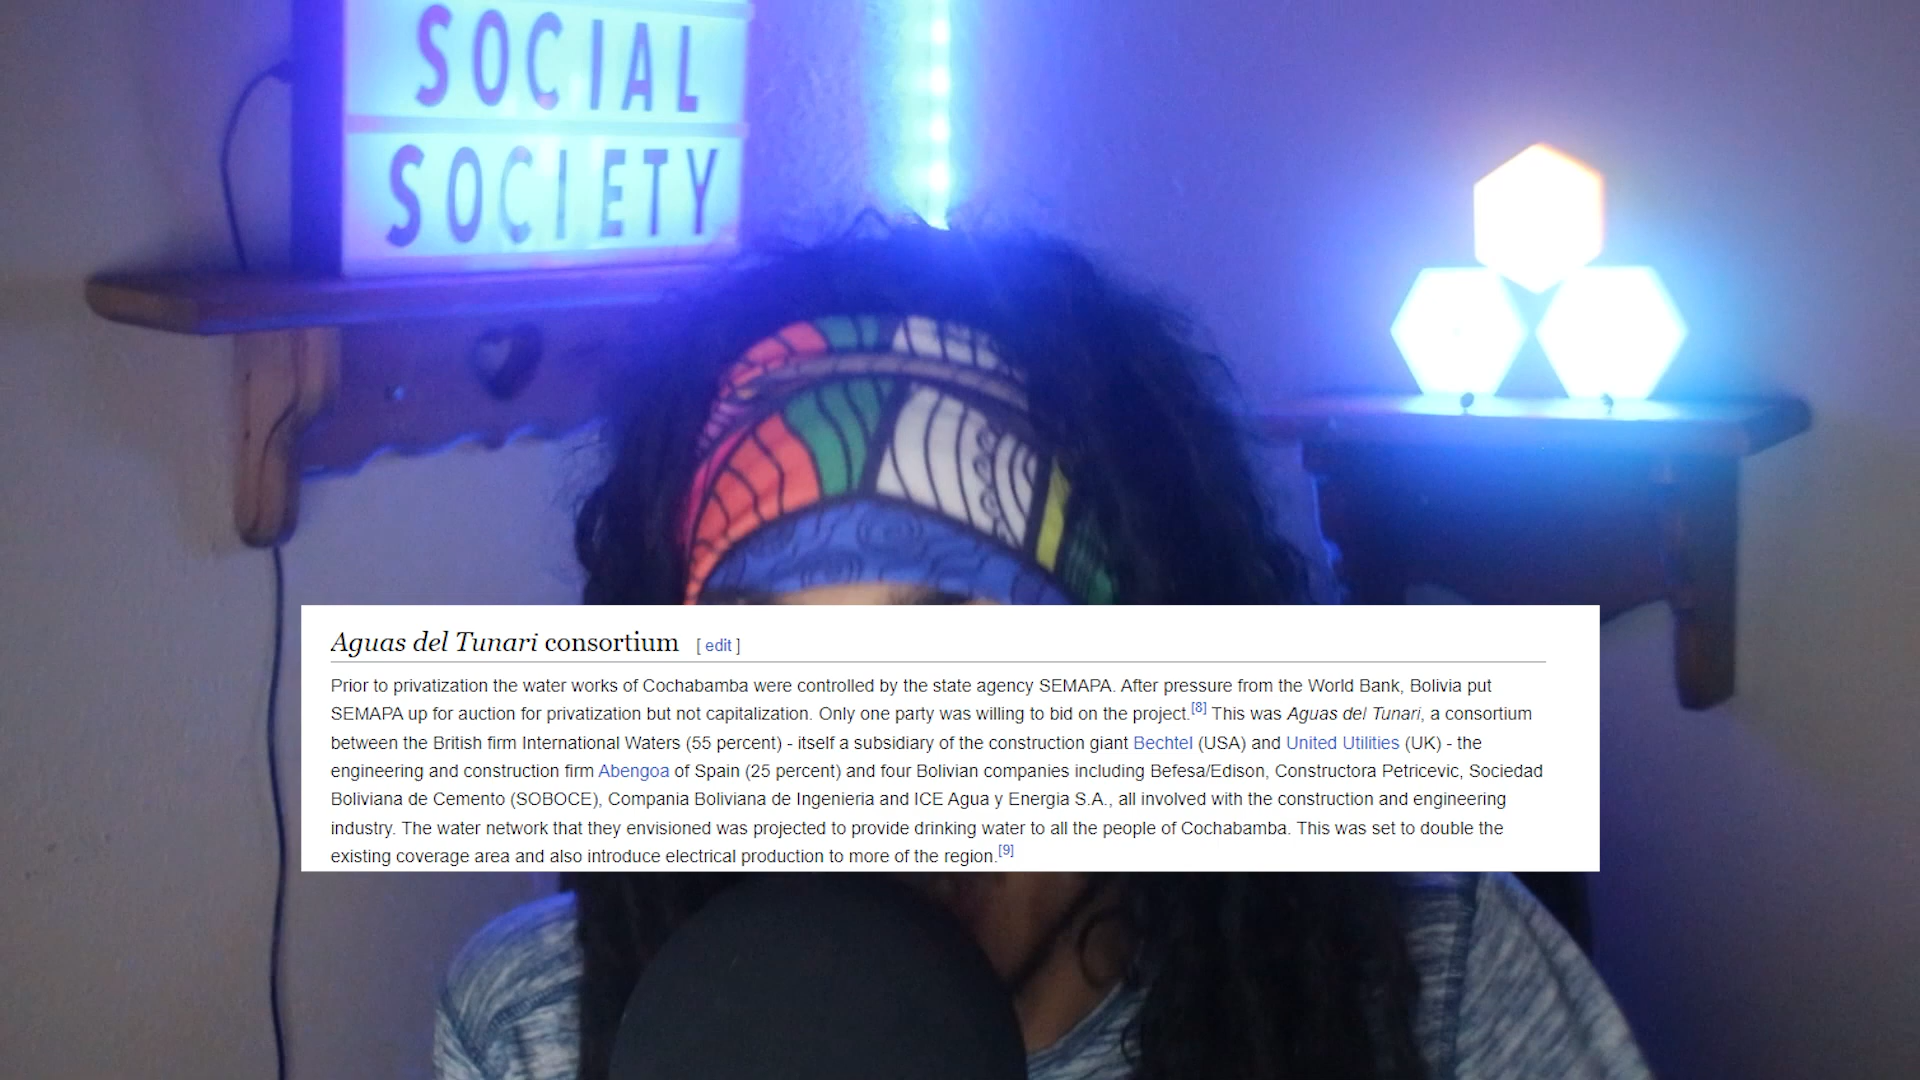 SOCIAL
SOCIETY
Aguas del Tunari consortium [ edit ]
Prior to privatization the water works of Cochabamba were controlled by the state agency SEMAPA. After pressure from the World Bank, Bolivia put
SEMAPA up for auction for privatization but not capitalization. Only one party was willing to bid on the project.[8] This was Aguas del Tunari, a consortium
between the British firm International Waters (55 percent) - itself a subsidiary of the construction giant Bechtel (USA) and United Utilities (UK) - the
engineering and construction firm Abengoa of Spain (25 percent) and four Bolivian companies including Befesa/Edison, Constructora Petricevic, Sociedad
Boliviana de Cemento (SOBOCE), Compania Boliviana de Ingenieria and ICE Agua y Energia S.A., all involved with the construction and engineering
industry. The water network that they envisioned was projected to provide drinking water to all the people of Cochabamba. This was set to double the
existing coverage area and also introduce electrical production to more of the region.[9]